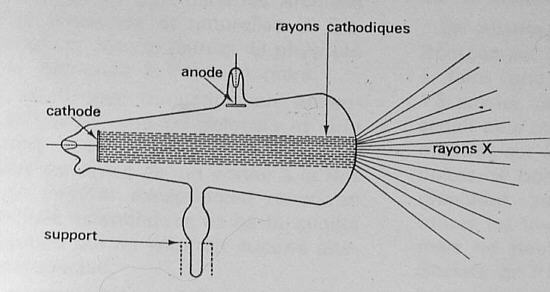 rayons cathodiques
anode
cathode
rayons X
support